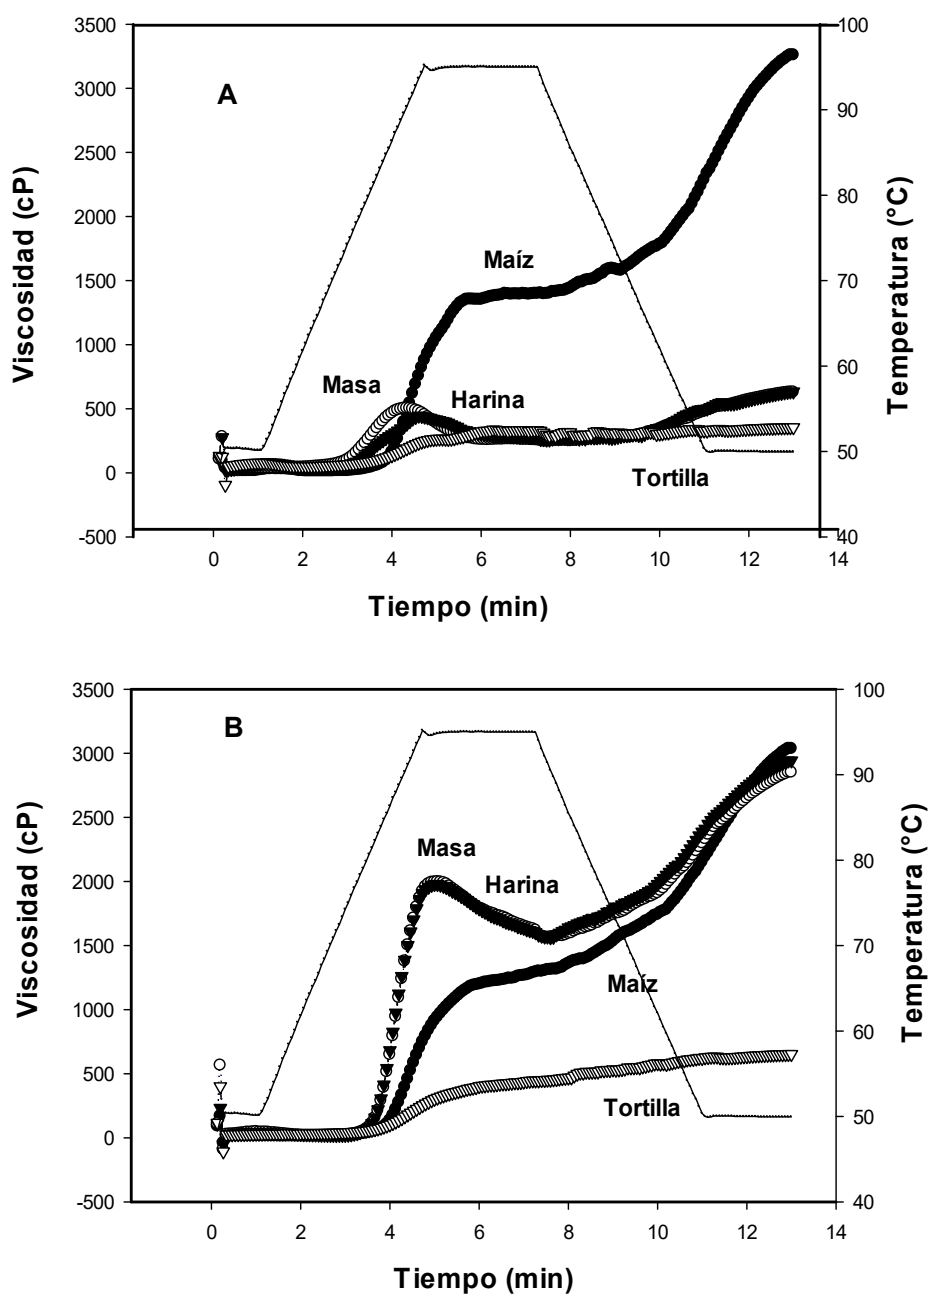 3500
3000
2500
2000
1500
1000
500
0
-500
Viscosidad (cP)
A
Maíz
Masa
Harina
Tortilla
100
90
80
70
60
50
40
Temperatura (°C)
0 2 4 6 8 10 12 14
Tiempo (min)
3500
3000
2500
2000
1500
1000
500
0
-500
Viscosidad (cP)
B
Masa
Harina
Maíz
Tortilla
100
90
80
70
60
50
40
Temperatura (°C)
0 2 4 6 8 10 12 14
Tiempo (min)